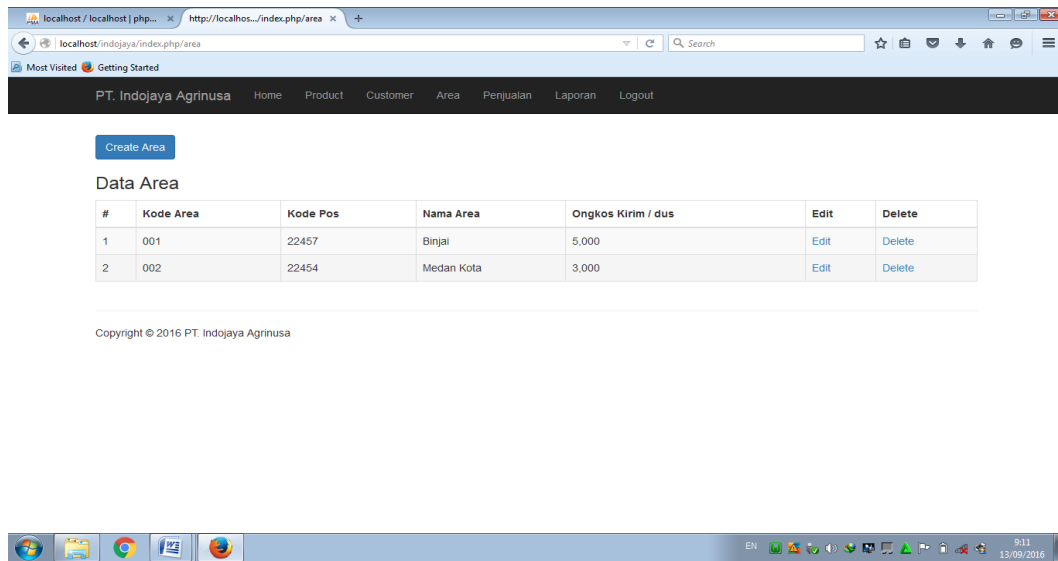 localhost / localhost | php...
http://localhos.../index.php/area
localhost/indojaya/index.php/area
Search
Most Visited Getting Started
PT. Indojaya Agrinusa Home Product Customer Area Penjualan Laporan Logout
Create Area
Data Area
# Kode Area Kode Pos Nama Area Ongkos Kirim / dus Edit Delete
1 001 22457 Binjai 5,000 Edit Delete
2 002 22454 Medan Kota 3,000 Edit Delete
Copyright © 2016 PT. Indojaya Agrinusa
EN
9:11
13/09/2016